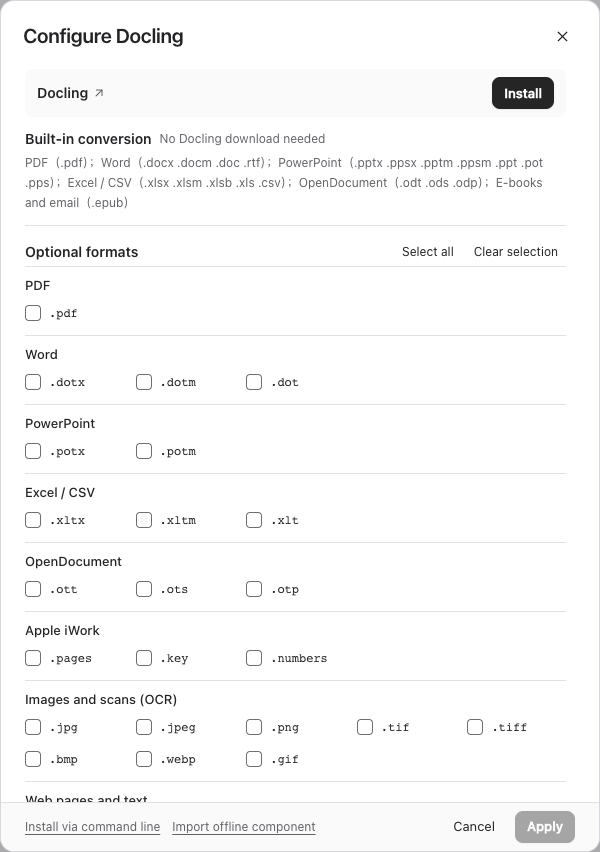 Configure Docling
Docling ↗ Install
Built-in conversion No Docling download needed
PDF (.pdf); Word (.docx .docm .doc .rtf); PowerPoint (.pptx .ppsx .pptm .ppsm .ppt .pot
.pps); Excel / CSV (.xlsx .xlsm .xlsb .xls .csv); OpenDocument (.odt .ods .odp); E-books
and email (.epub)
Optional formats Select all Clear selection
PDF
.pdf
Word
.dotx .dotm .dot
PowerPoint
.potx .potm
Excel / CSV
.xltx .xltm .xlt
OpenDocument
.ott .ots .otp
Apple iWork
.pages .key .numbers
Images and scans (OCR)
.jpg .jpeg .png .tif .tiff
.bmp .webp .gif
Web pages and text
Install via command line Import offline component Cancel Apply